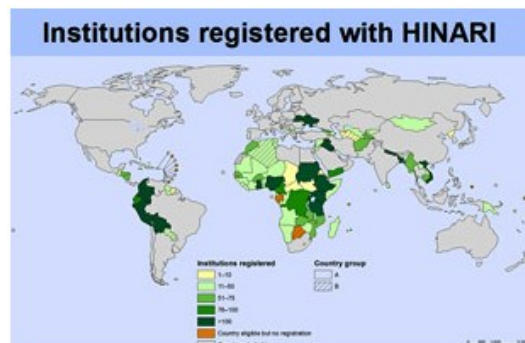 Institutions registered with HINARI
Institutions registered
1–10
11–50
51–75
76–100
>100
Country eligible but no registration
Country group
A
B